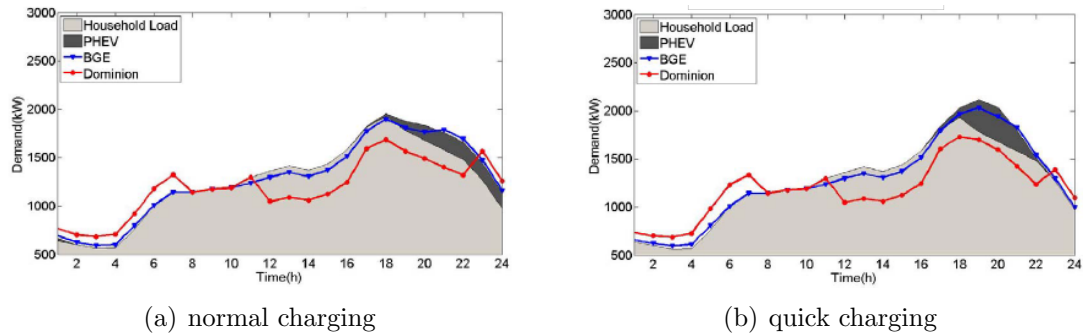 3000
2500
2000
1500
1000
500
Demand(kW)
Household Load
PHEV
BGE
Dominion
2 4 6 8 10 12 14 16 18 20 22 24
Time(h)
(a) normal charging
3000
2500
2000
1500
1000
500
Demand(kW)
Household Load
PHEV
BGE
Dominion
2 4 6 8 10 12 14 16 18 20 22 24
Time(h)
(b) quick charging